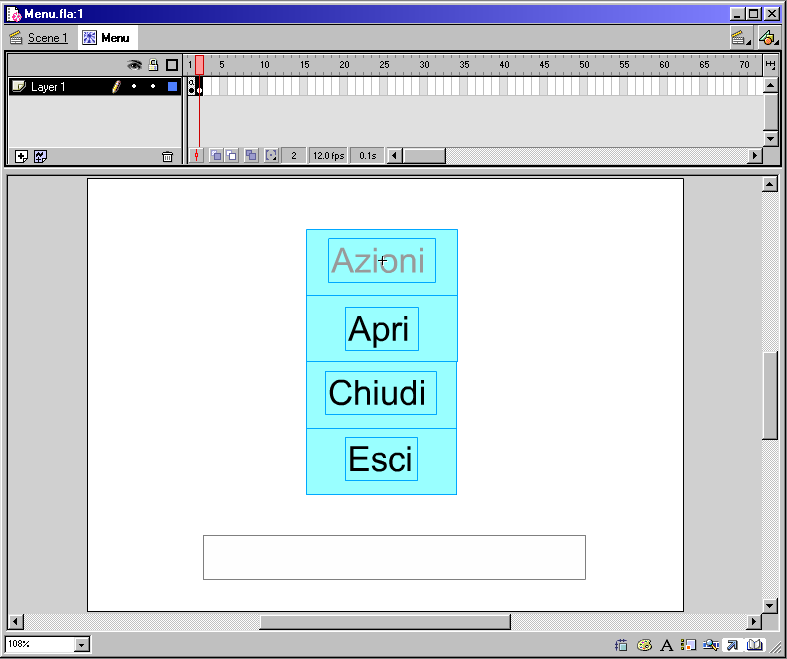 Menu.fla:1
Scene 1 Menu
1 5 10 15 20 25 30 35 40 45 50 55 60 65 70
Layer 1
a
2 12.0 fps 0.1s
Azioni
Apri
Chiudi
Esci
108%
A